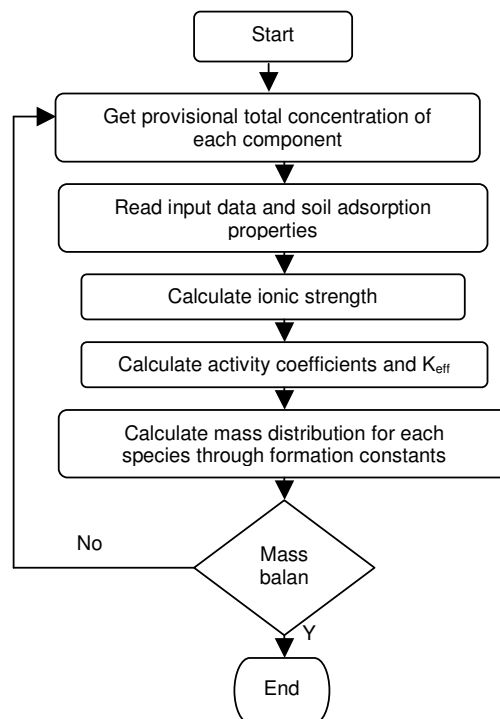 Start
Get provisional total concentration of
each component
Read input data and soil adsorption
properties
Calculate ionic strength
Calculate activity coefficients and Keff
Calculate mass distribution for each
species through formation constants
No
Mass
balan
Y
End